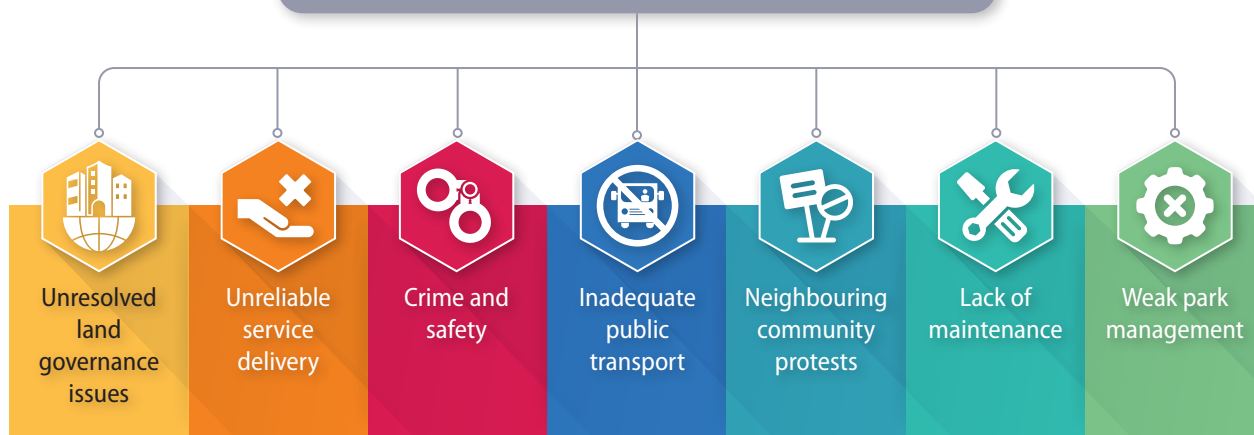 Unresolved
land
governance
issues
Unreliable
service
delivery
Crime and
safety
Inadequate
public
transport
Neighbouring
community
protests
Lack of
maintenance
Weak park
management